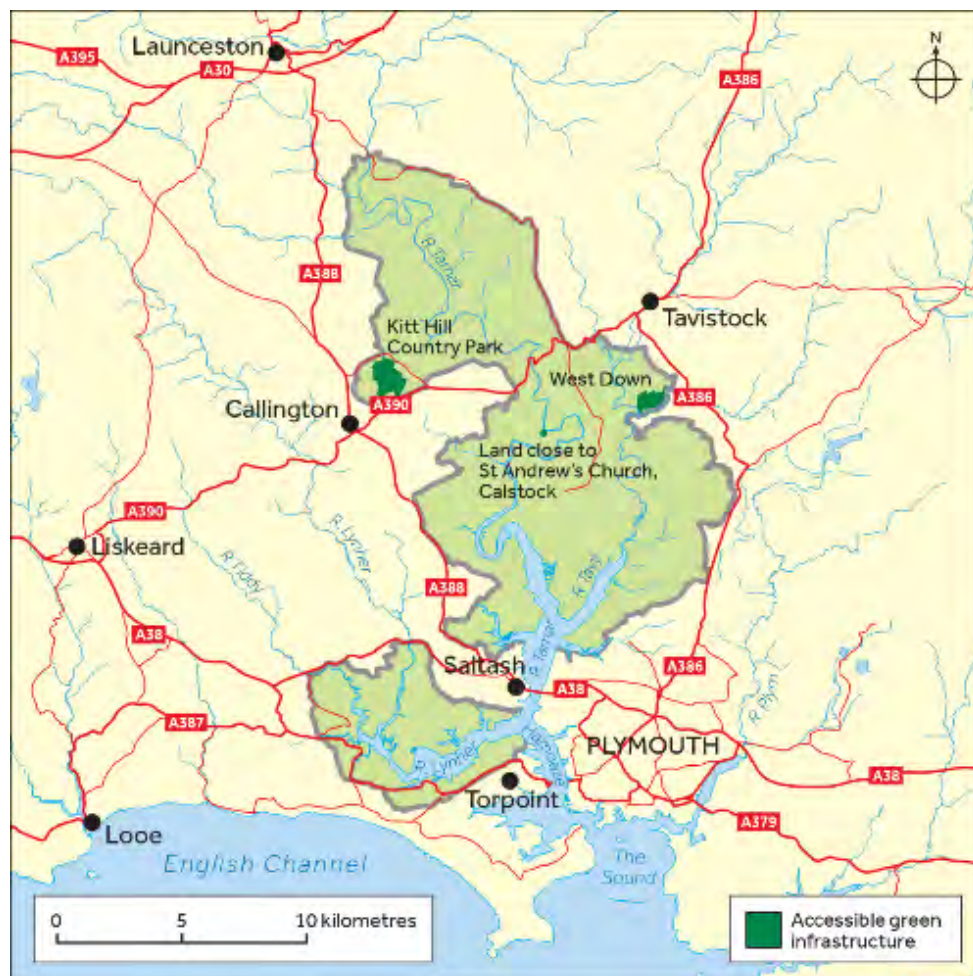 Launceston
A395
A30
A386
N
R Tamar
A388
Tavistock
Kitt Hill
Country Park
West Down
A386
A390
Callington
Land close to
St Andrew's Church,
Calstock
A390
Liskeard
R Lynher
R Tiddy
R Tavy
A388
A38
R Tamar
A386
Saltash
A38
R Plym
A387
PLYMOUTH
Hamoaze
R Lynher
A38
Torpoint
A379
Looe
English Channel
The
Sound
0 5 10 kilometres
Accessible green
infrastructure